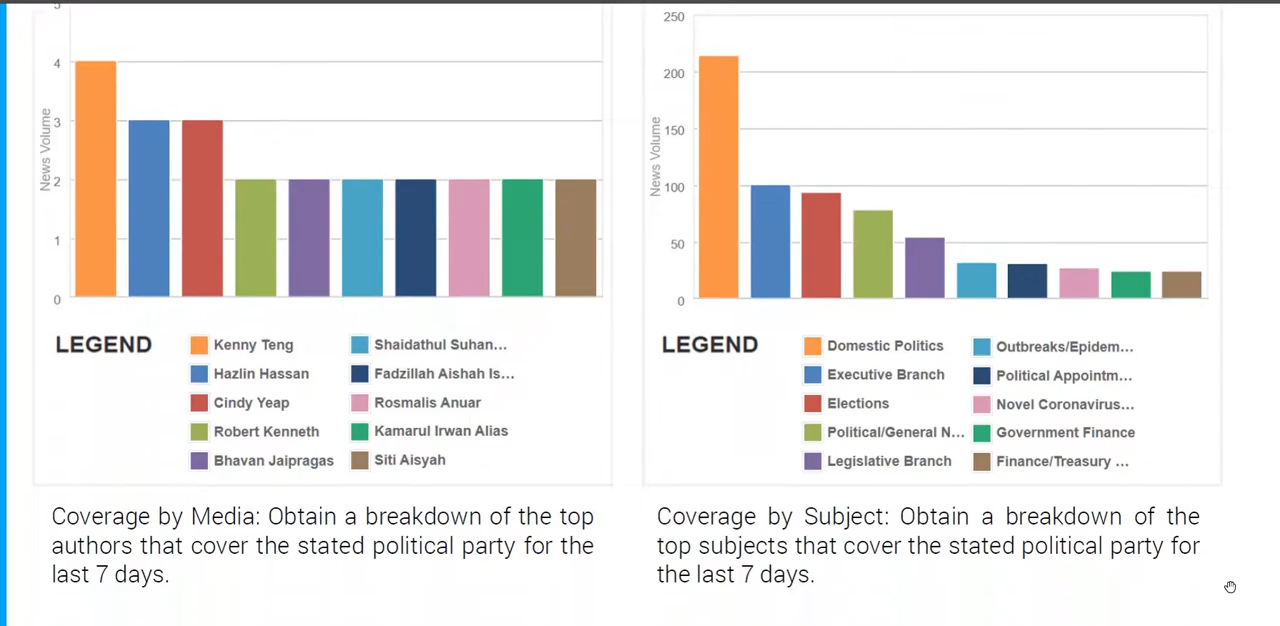 5
4
3
2
1
0
News Volume
LEGEND
Kenny Teng
Hazlin Hassan
Cindy Yeap
Robert Kenneth
Bhavan Jaipragas
Shaidathul Suhan...
Fadzillah Aishah Is...
Rosmalis Anuar
Kamarul Irwan Alias
Siti Aisyah
Coverage by Media: Obtain a breakdown of the top
authors that cover the stated political party for the
last 7 days.
250
200
150
100
50
0
News Volume
LEGEND
Domestic Politics
Executive Branch
Elections
Political/General N...
Legislative Branch
Outbreaks/Epidem...
Political Appointm...
Novel Coronavirus...
Government Finance
Finance/Treasury ...
Coverage by Subject: Obtain a breakdown of the
top subjects that cover the stated political party for
the last 7 days.